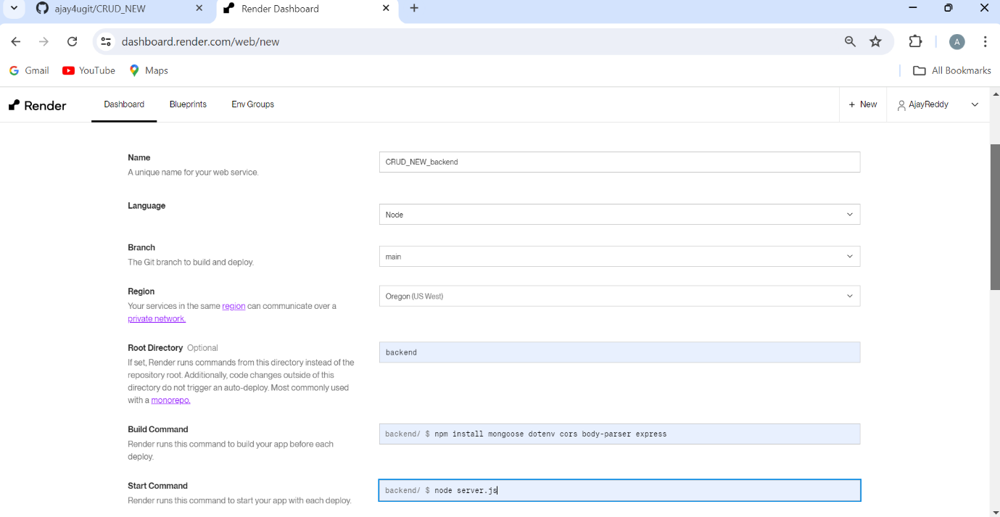 ajay4ugit/CRUD_NEW
Render Dashboard
dashboard.render.com/web/new
A
Gmail
YouTube
Maps
All Bookmarks
Render
Dashboard
Blueprints
Env Groups
+ New
AjayReddy
Name
A unique name for your web service.
CRUD_NEW_backend
Language
Node
Branch
The Git branch to build and deploy.
main
Region
Your services in the same region can communicate over a
private network.
Oregon (US West)
Root Directory Optional
If set, Render runs commands from this directory instead of the
repository root. Additionally, code changes outside of this
directory do not trigger an auto-deploy. Most commonly used
with a monorepo.
backend
Build Command
Render runs this command to build your app before each
deploy.
backend/ $ npm install mongoose dotenv cors body-parser express
Start Command
Render runs this command to start your app with each deploy.
backend/ $ node server.js